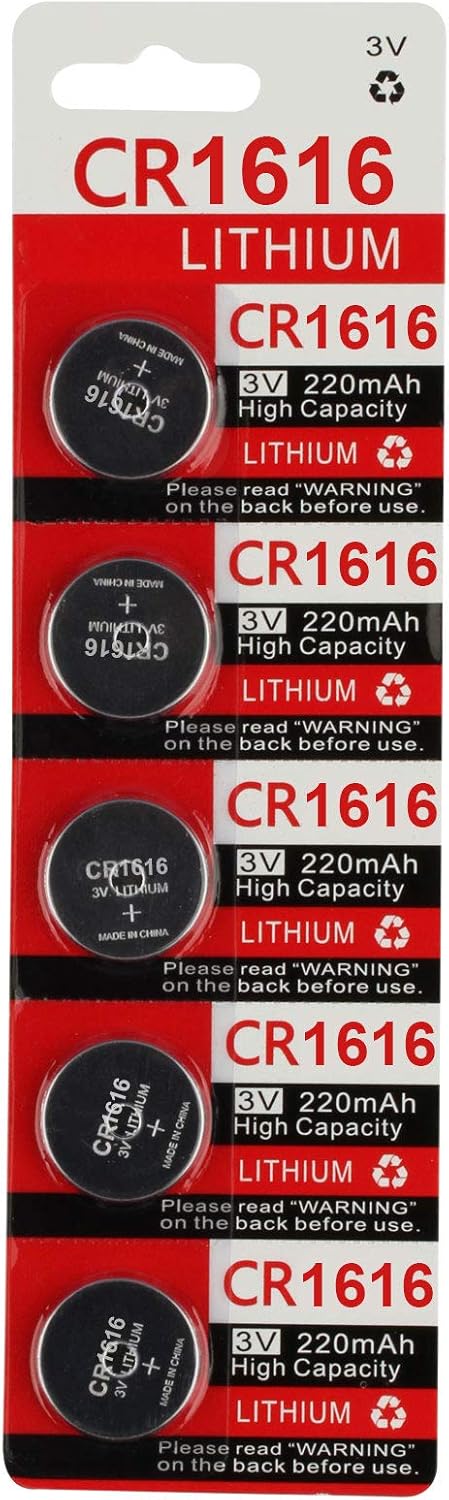 3V
CR1616
LITHIUM
MADE IN CHINA
+
3V LITHIUM
CR1616
CR1616
3V 220mAh
High Capacity
LITHIUM
Please read “WARNING”
on the back before use.
MADE IN CHINA
+
3V LITHIUM
CR1616
CR1616
3V 220mAh
High Capacity
LITHIUM
Please read “WARNING”
on the back before use.
CR1616
3V LITHIUM
+
MADE IN CHINA
CR1616
3V 220mAh
High Capacity
LITHIUM
Please read “WARNING”
on the back before use.
CR1616
3V LITHIUM
+
MADE IN CHINA
CR1616
3V 220mAh
High Capacity
LITHIUM
Please read “WARNING”
on the back before use.
CR1616
3V LITHIUM
+
MADE IN CHINA
CR1616
3V 220mAh
High Capacity
LITHIUM
Please read “WARNING”
on the back before use.